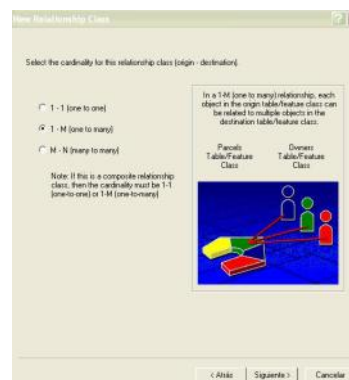 New Relationship Class
Select the cardinality for this relationship class (origin - destination).
1 - 1 (one to one)
1 - M (one to many)
M - N (many to many)
Note: If this is a composite relationship
class, then the cardinality must be 1-1
(one-to-one) or 1-M (one-to-many)
In a 1-M (one to many) relationship, each
object in the origin table/feature class can
be related to multiple objects in the
destination table/feature class.
Parcels
Table/Feature
Class
Owners
Table/Feature
Class
< Atrás
Siguiente >
Cancelar